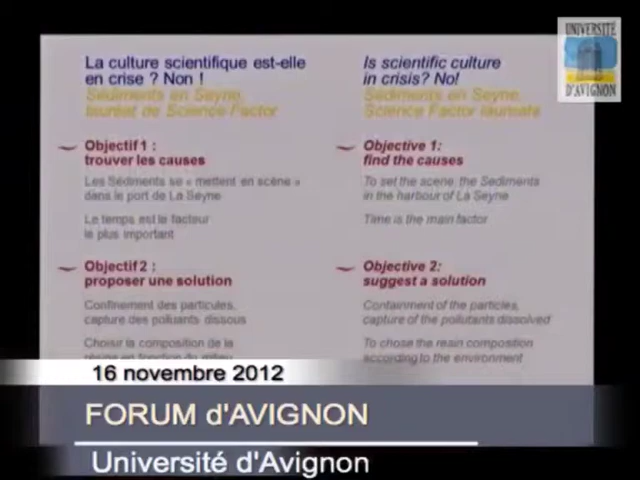 La culture scientifique est-elle
en crise ? Non !
Sédiments en Seyne,
lauréat de Science Factor
Objectif 1 :
trouver les causes
Les Sédiments se « mettent en scène »
dans le port de La Seyne
Le temps est le facteur
le plus important
Objectif 2 :
proposer une solution
Confinement des particules,
capture des polluants dissous
Choisir la composition de la
résine en fonction du milieu
Is scientific culture
in crisis? No!
Sédiments en Seyne,
Science Factor laureate
Objective 1:
find the causes
To set the scene, the Sediments
in the harbour of La Seyne
Time is the main factor
Objective 2:
suggest a solution
Containment of the particles,
capture of the pollutants dissolved
To chose the resin composition
according to the environment
UNIVERSITÉ
D'AVIGNON
16 novembre 2012
FORUM d'AVIGNON
Université d'Avignon